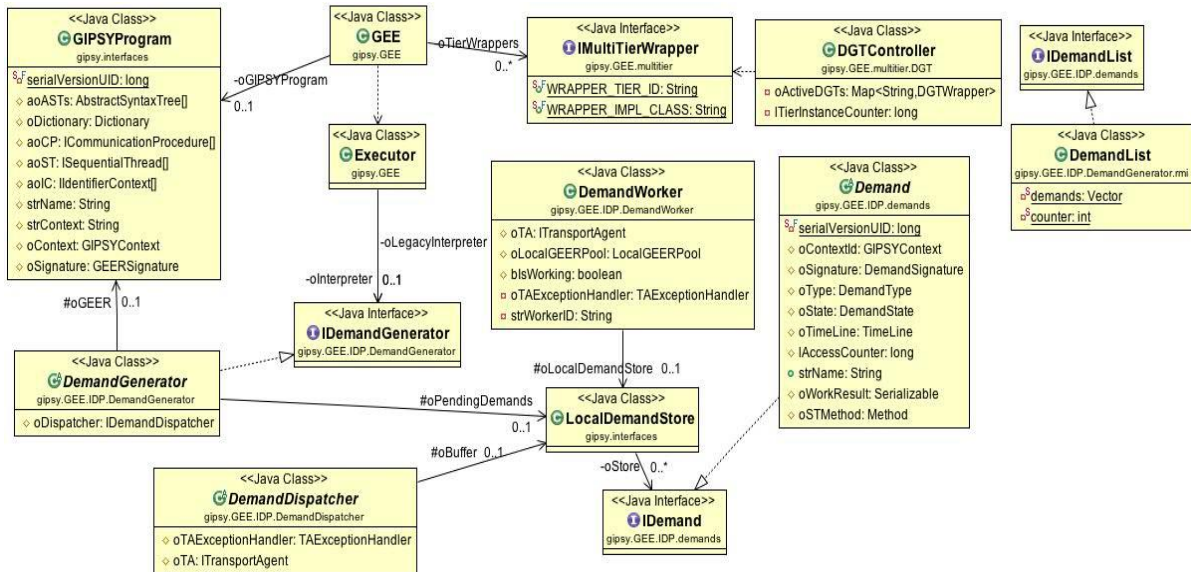 <<Java Class>>
GIPSYProgram
gipsy.interfaces
serialVersionUID: long
aoASTs: AbstractSyntaxTree[]
oDictionary: Dictionary
aoCP: ICommunicationProcedure[]
aoST: ISequentialThread[]
aoIC: IIdentifierContext[]
strName: String
strContext: String
oContext: GIPSYContext
oSignature: GEERSignature
<<Java Class>>
GEE
gipsy.GEE
-oTierWrappers
0..*
-oGIPSYProgram
0..1
<<Java Interface>>
IMultiTierWrapper
gipsy.GEE.multitier
WRAPPER_TIER_ID: String
WRAPPER_IMPL_CLASS: String
<<Java Class>>
DGTController
gipsy.GEE.multitier.DGT
oActiveDGTs: Map<String,DGTWrapper>
lTierInstanceCounter: long
<<Java Interface>>
IDemandList
gipsy.GEE.IDP.demands
<<Java Class>>
DemandList
gipsy.GEE.IDP.DemandGenerator.rmi
demands: Vector
counter: int
<<Java Class>>
Executor
gipsy.GEE
-oLegacyInterpreter
-oInterpreter
0..1
<<Java Class>>
DemandWorker
gipsy.GEE.IDP.DemandWorker
oTA: ITransportAgent
oLocalGEERPool: LocalGEERPool
bIsWorking: boolean
oTAExceptionHandler: TAExceptionHandler
strWorkerID: String
<<Java Class>>
Demand
gipsy.GEE.IDP.demands
serialVersionUID: long
oContextId: GIPSYContext
oSignature: DemandSignature
oType: DemandType
oState: DemandState
oTimeLine: TimeLine
lAccessCounter: long
strName: String
oWorkResult: Serializable
oSTMethod: Method
#oGEER
0..1
<<Java Interface>>
IDemandGenerator
gipsy.GEE.IDP.DemandGenerator
<<Java Class>>
DemandGenerator
gipsy.GEE.IDP.DemandGenerator
oDispatcher: IDemandDispatcher
#oLocalDemandStore
0..1
#oPendingDemands
0..1
<<Java Class>>
LocalDemandStore
gipsy.interfaces
#oBuffer
0..1
-oStore
0..*
<<Java Class>>
DemandDispatcher
gipsy.GEE.IDP.DemandDispatcher
oTAExceptionHandler: TAExceptionHandler
oTA: ITransportAgent
<<Java Interface>>
IDemand
gipsy.GEE.IDP.demands